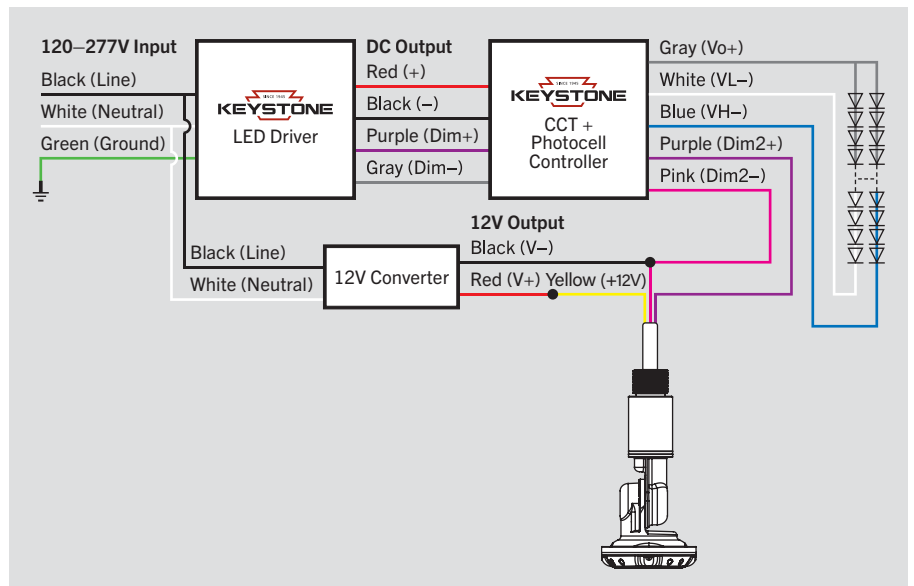 120–277V Input
Black (Line)
White (Neutral)
Green (Ground)
SINCE 1945
KEYSTONE
LED Driver
DC Output
Red (+)
Black (–)
Purple (Dim+)
Gray (Dim–)
SINCE 1945
KEYSTONE
CCT +
Photocell
Controller
Gray (Vo+)
White (VL–)
Blue (VH–)
Purple (Dim2+)
Pink (Dim2–)
Black (Line)
White (Neutral)
12V Converter
12V Output
Black (V–)
Red (V+) Yellow (+12V)